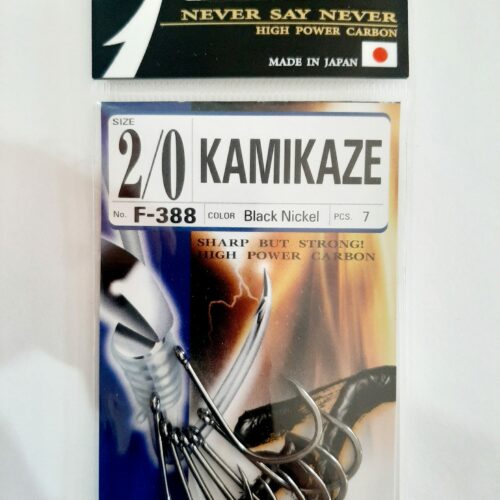 NEVER SAY NEVER
HIGH POWER CARBON
MADE IN JAPAN
SIZE
2/0 KAMIKAZE
No. F-388 COLOR Black Nickel PCS. 7
SHARP BUT STRONG!
HIGH POWER CARBON